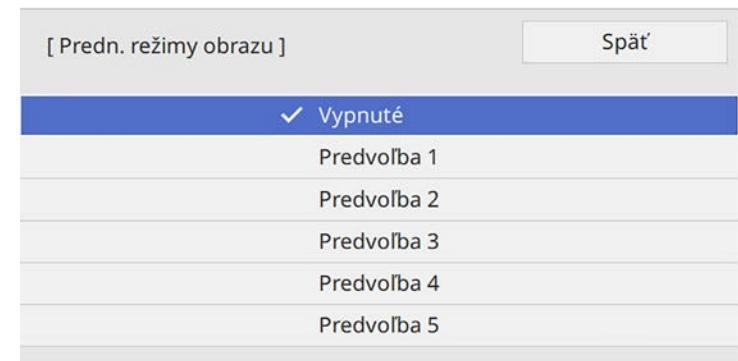 [ Predn. režimy obrazu ]
Späť
Vypnuté
Predvoľba 1
Predvoľba 2
Predvoľba 3
Predvoľba 4
Predvoľba 5